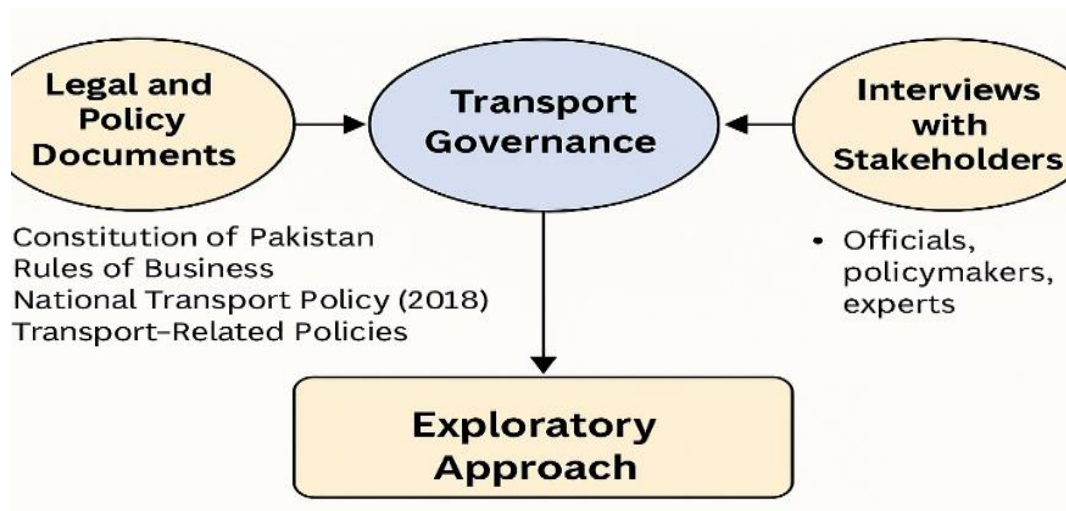 Legal and
Policy
Documents
Transport
Governance
Interviews
with
Stakeholders
Constitution of Pakistan
Rules of Business
National Transport Policy (2018)
Transport-Related Policies
• Officials,
policymakers,
experts
Exploratory
Approach